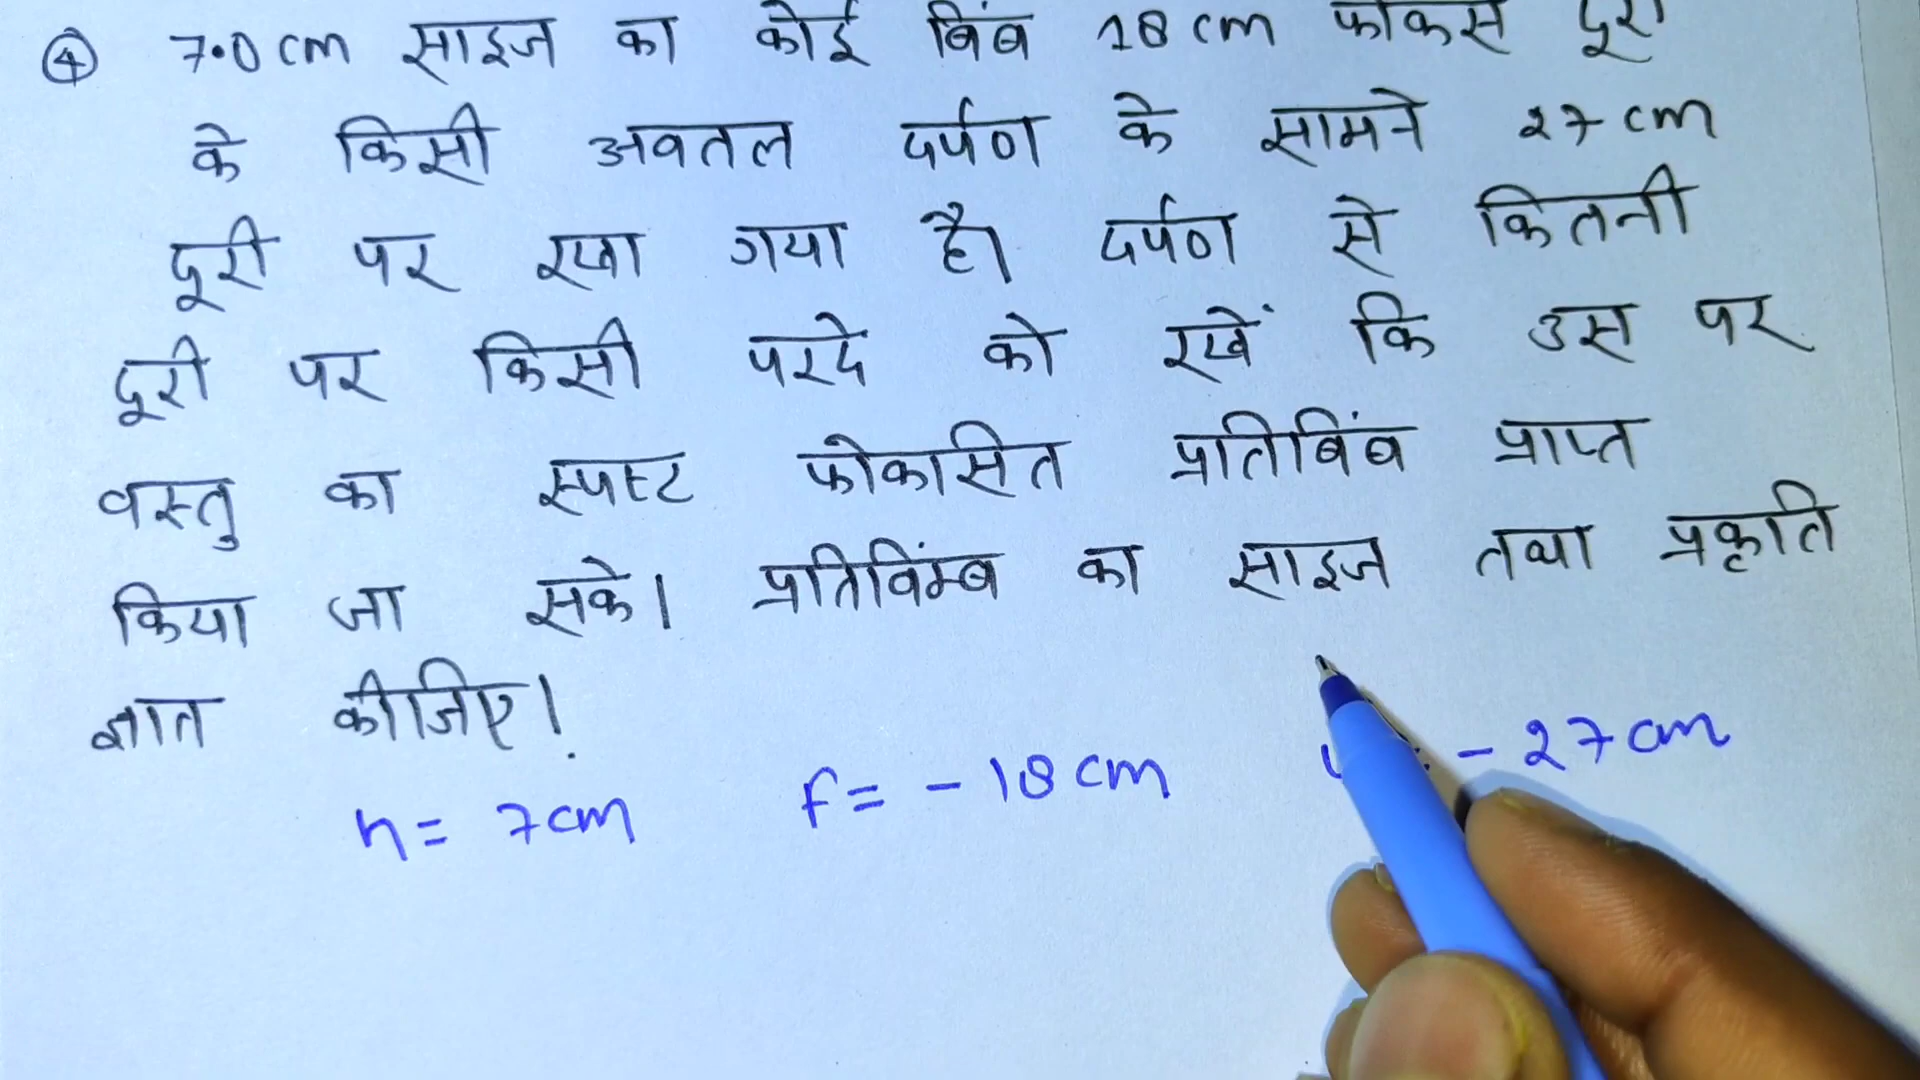 ④ 7.0 cm साइज का कोई बिंब 18 cm फोकस दूरी
के किसी अवतल दर्पण के सामने 27 cm
दूरी पर रखा गया है। दर्पण से कितनी
दूरी पर किसी परदे को रखें कि उस पर
वस्तु का स्पष्ट फोकसित प्रतिबिंब प्राप्त
किया जा सके। प्रतिविंम्ब का साइज तथा प्रकृति
ज्ञात कीजिए!
h = 7cm f = - 18 cm - 27 cm